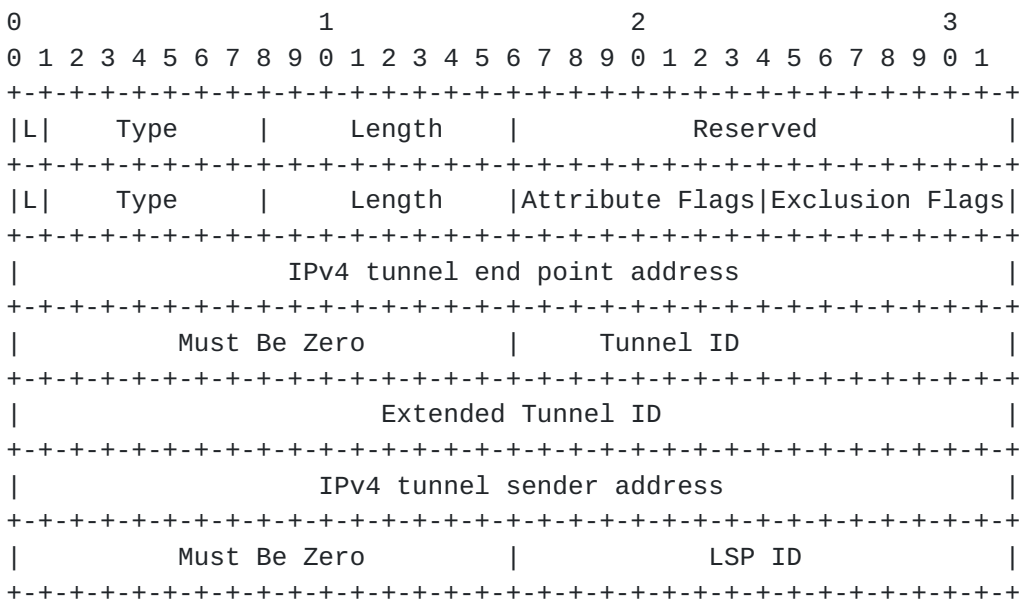 0                   1                   2                   3
0 1 2 3 4 5 6 7 8 9 0 1 2 3 4 5 6 7 8 9 0 1 2 3 4 5 6 7 8 9 0 1
+-+-+-+-+-+-+-+-+-+-+-+-+-+-+-+-+-+-+-+-+-+-+-+-+-+-+-+-+-+-+-+-+
|L|    Type     |     Length    |           Reserved            |
+-+-+-+-+-+-+-+-+-+-+-+-+-+-+-+-+-+-+-+-+-+-+-+-+-+-+-+-+-+-+-+-+
|L|    Type     |     Length    |Attribute Flags|Exclusion Flags|
+-+-+-+-+-+-+-+-+-+-+-+-+-+-+-+-+-+-+-+-+-+-+-+-+-+-+-+-+-+-+-+-+
|                 IPv4 tunnel end point address                 |
+-+-+-+-+-+-+-+-+-+-+-+-+-+-+-+-+-+-+-+-+-+-+-+-+-+-+-+-+-+-+-+-+
|          Must Be Zero         |     Tunnel ID                 |
+-+-+-+-+-+-+-+-+-+-+-+-+-+-+-+-+-+-+-+-+-+-+-+-+-+-+-+-+-+-+-+-+
|                       Extended Tunnel ID                      |
+-+-+-+-+-+-+-+-+-+-+-+-+-+-+-+-+-+-+-+-+-+-+-+-+-+-+-+-+-+-+-+-+
|                   IPv4 tunnel sender address                  |
+-+-+-+-+-+-+-+-+-+-+-+-+-+-+-+-+-+-+-+-+-+-+-+-+-+-+-+-+-+-+-+-+
|          Must Be Zero         |            LSP ID             |
+-+-+-+-+-+-+-+-+-+-+-+-+-+-+-+-+-+-+-+-+-+-+-+-+-+-+-+-+-+-+-+-+